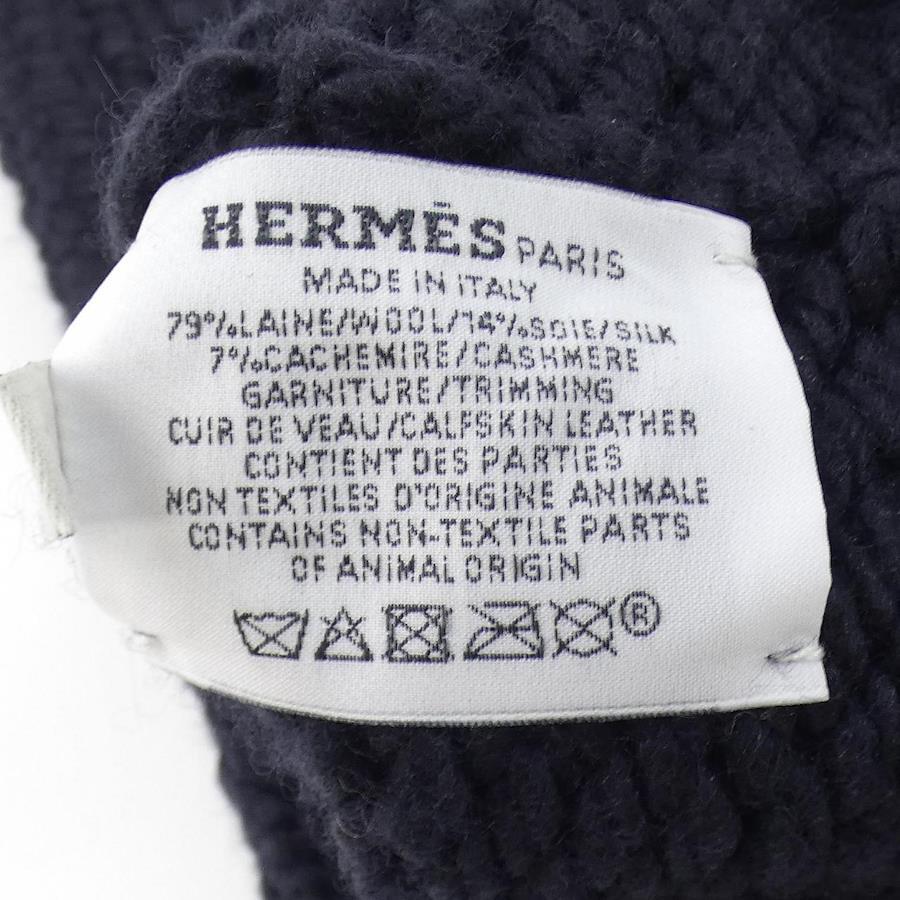 HERMÈS PARIS
MADE IN ITALY
79%LAINE/WOOL/14%SOIE/SILK
7%CACHEMIRE/CASHMERE
GARNITURE/TRIMMING
CUIR DE VEAU/CALFSKIN LEATHER
CONTIENT DES PARTIES
NON TEXTILES D'ORIGINE ANIMALE
CONTAINS NON-TEXTILE PARTS
OF ANIMAL ORIGIN
®